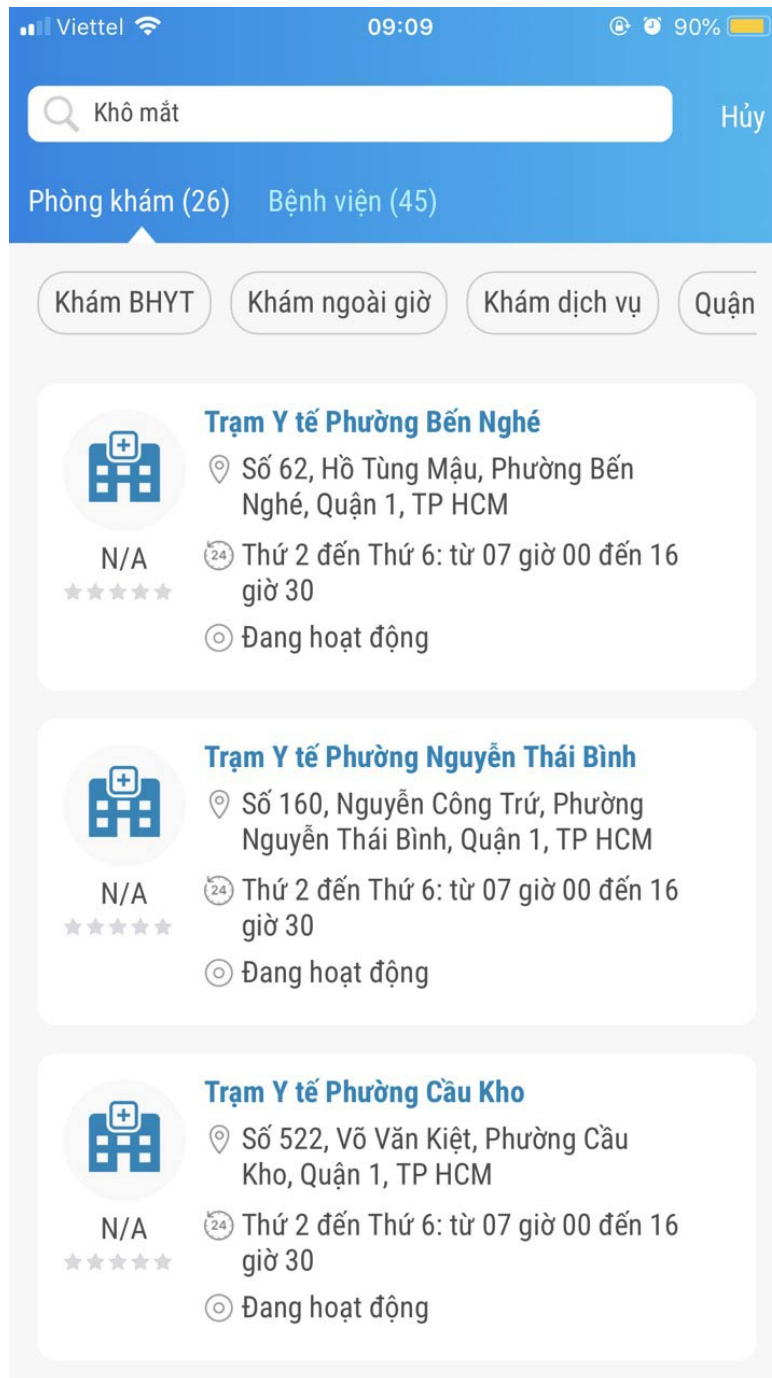 Viettel 09:09 90%
Khô mắt
Hủy
Phòng khám (26) Bệnh viện (45)
Khám BHYT Khám ngoài giờ Khám dịch vụ Quận
Trạm Y tế Phường Bến Nghé
Số 62, Hồ Tùng Mậu, Phường Bến
Nghé, Quận 1, TP HCM
N/A
24 Thứ 2 đến Thứ 6: từ 07 giờ 00 đến 16
giờ 30
Đang hoạt động
Trạm Y tế Phường Nguyễn Thái Bình
Số 160, Nguyễn Công Trứ, Phường
Nguyễn Thái Bình, Quận 1, TP HCM
N/A
24 Thứ 2 đến Thứ 6: từ 07 giờ 00 đến 16
giờ 30
Đang hoạt động
Trạm Y tế Phường Cầu Kho
Số 522, Võ Văn Kiệt, Phường Cầu
Kho, Quận 1, TP HCM
N/A
24 Thứ 2 đến Thứ 6: từ 07 giờ 00 đến 16
giờ 30
Đang hoạt động